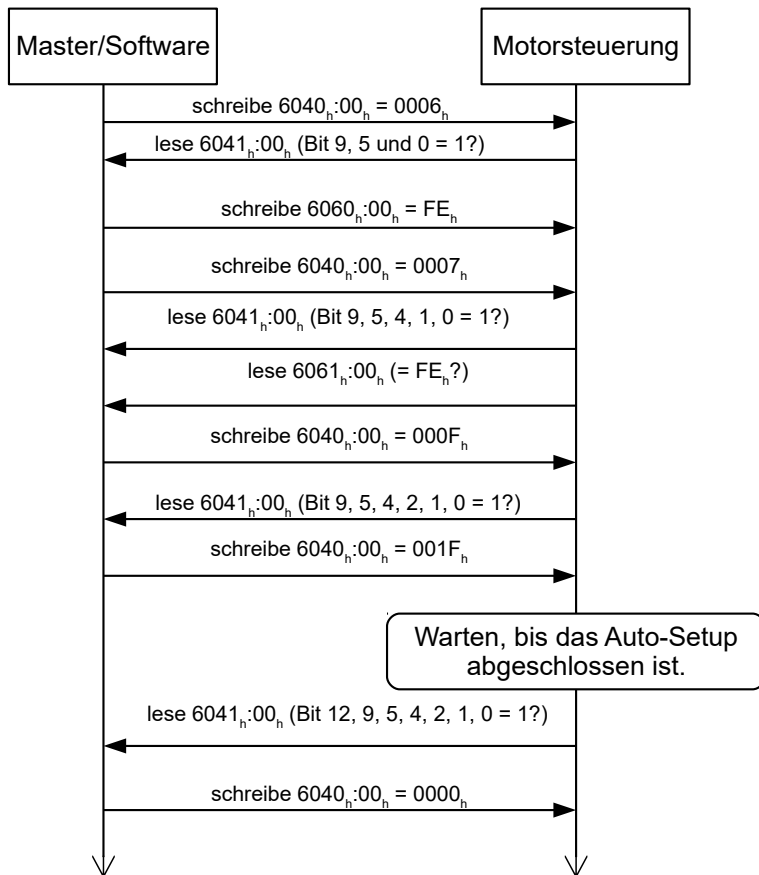 Master/Software
Motorsteuerung
schreibe 6040ₕ:00ₕ = 0006ₕ
lese 6041ₕ:00ₕ (Bit 9, 5 und 0 = 1?)
schreibe 6060ₕ:00ₕ = FEₕ
schreibe 6040ₕ:00ₕ = 0007ₕ
lese 6041ₕ:00ₕ (Bit 9, 5, 4, 1, 0 = 1?)
lese 6061ₕ:00ₕ (= FEₕ?)
schreibe 6040ₕ:00ₕ = 000Fₕ
lese 6041ₕ:00ₕ (Bit 9, 5, 4, 2, 1, 0 = 1?)
schreibe 6040ₕ:00ₕ = 001Fₕ
Warten, bis das Auto-Setup
abgeschlossen ist.
lese 6041ₕ:00ₕ (Bit 12, 9, 5, 4, 2, 1, 0 = 1?)
schreibe 6040ₕ:00ₕ = 0000ₕ